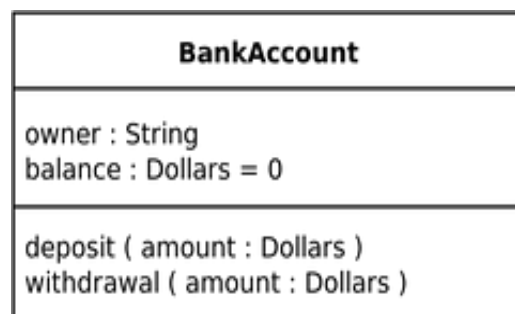 BankAccount
owner : String
balance : Dollars = 0
deposit ( amount : Dollars )
withdrawal ( amount : Dollars )